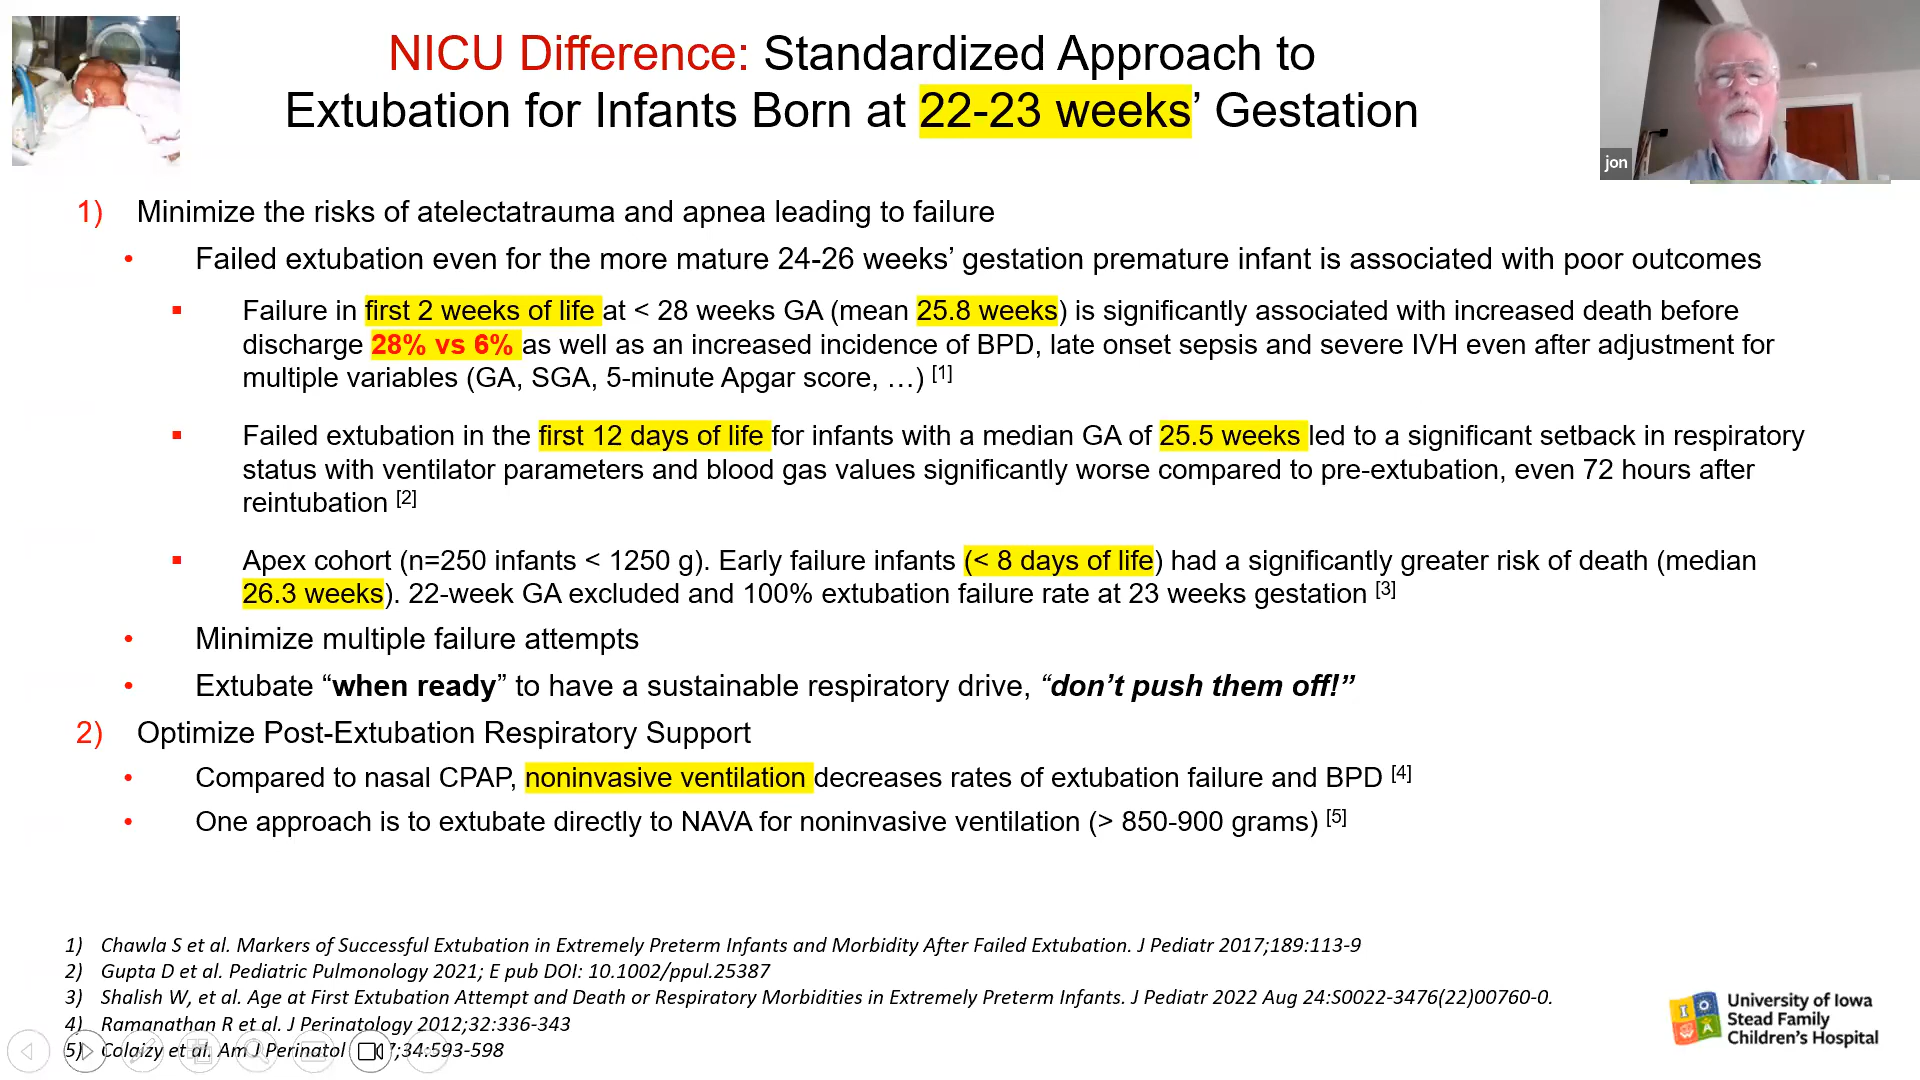 NICU Difference: Standardized Approach to
Extubation for Infants Born at 22-23 weeks’ Gestation
jon
1) Minimize the risks of atelectatrauma and apnea leading to failure
• Failed extubation even for the more mature 24-26 weeks’ gestation premature infant is associated with poor outcomes
▪ Failure in first 2 weeks of life at < 28 weeks GA (mean 25.8 weeks) is significantly associated with increased death before
discharge 28% vs 6% as well as an increased incidence of BPD, late onset sepsis and severe IVH even after adjustment for
multiple variables (GA, SGA, 5-minute Apgar score, …) [1]
▪ Failed extubation in the first 12 days of life for infants with a median GA of 25.5 weeks led to a significant setback in respiratory
status with ventilator parameters and blood gas values significantly worse compared to pre-extubation, even 72 hours after
reintubation [2]
▪ Apex cohort (n=250 infants < 1250 g). Early failure infants (< 8 days of life) had a significantly greater risk of death (median
26.3 weeks). 22-week GA excluded and 100% extubation failure rate at 23 weeks gestation [3]
• Minimize multiple failure attempts
• Extubate “when ready” to have a sustainable respiratory drive, “don’t push them off!”
2) Optimize Post-Extubation Respiratory Support
• Compared to nasal CPAP, noninvasive ventilation decreases rates of extubation failure and BPD [4]
• One approach is to extubate directly to NAVA for noninvasive ventilation (> 850-900 grams) [5]
1) Chawla S et al. Markers of Successful Extubation in Extremely Preterm Infants and Morbidity After Failed Extubation. J Pediatr 2017;189:113-9
2) Gupta D et al. Pediatric Pulmonology 2021; E pub DOI: 10.1002/ppul.25387
3) Shalish W, et al. Age at First Extubation Attempt and Death or Respiratory Morbidities in Extremely Preterm Infants. J Pediatr 2022 Aug 24:S0022-3476(22)00760-0.
4) Ramanathan R et al. J Perinatology 2012;32:336-343
5) Colaizy et al. Am J Perinatol 7;34:593-598
I O W A
University of Iowa
Stead Family
Children’s Hospital